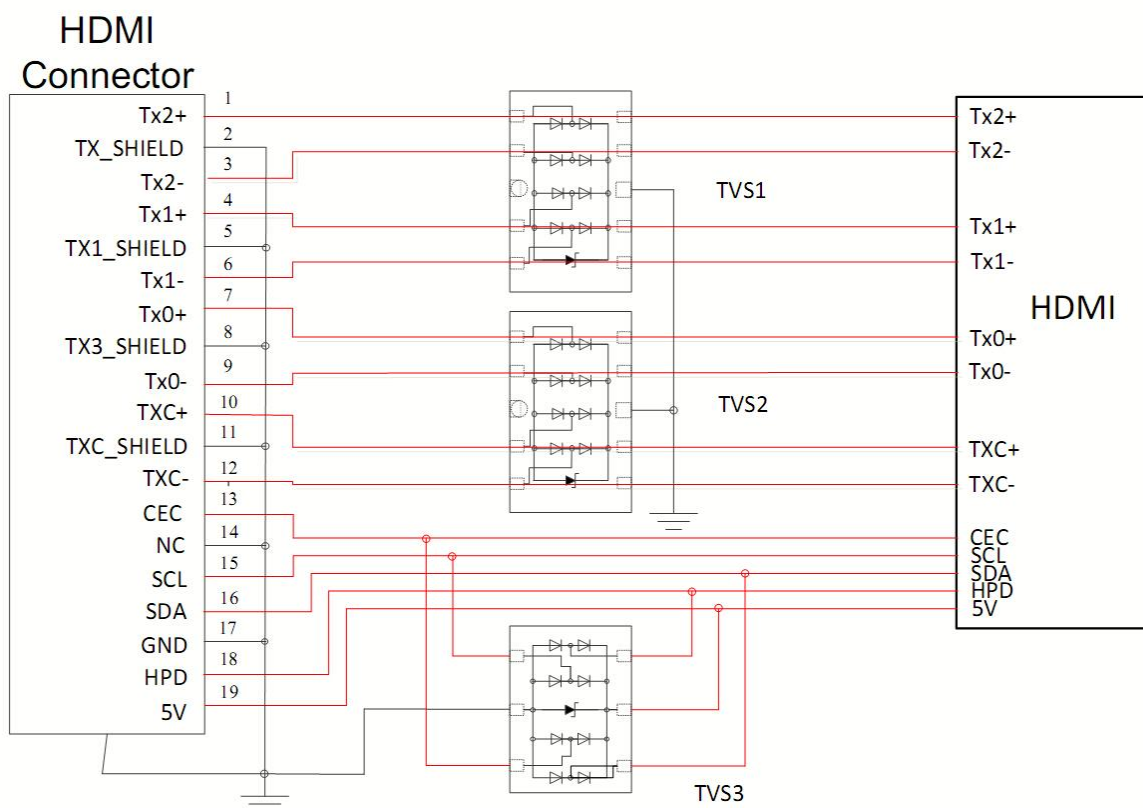 HDMI
Connector
Tx2+
1
TX_SHIELD
2
Tx2-
3
Tx1+
4
TX1_SHIELD
5
Tx1-
6
Tx0+
7
TX3_SHIELD
8
Tx0-
9
TXC+
10
TXC_SHIELD
11
TXC-
12
CEC
13
NC
14
SCL
15
SDA
16
GND
17
HPD
18
5V
19
TVS1
TVS2
TVS3
Tx2+
Tx2-
Tx1+
Tx1-
HDMI
Tx0+
Tx0-
TXC+
TXC-
CEC
SCL
SDA
HPD
5V